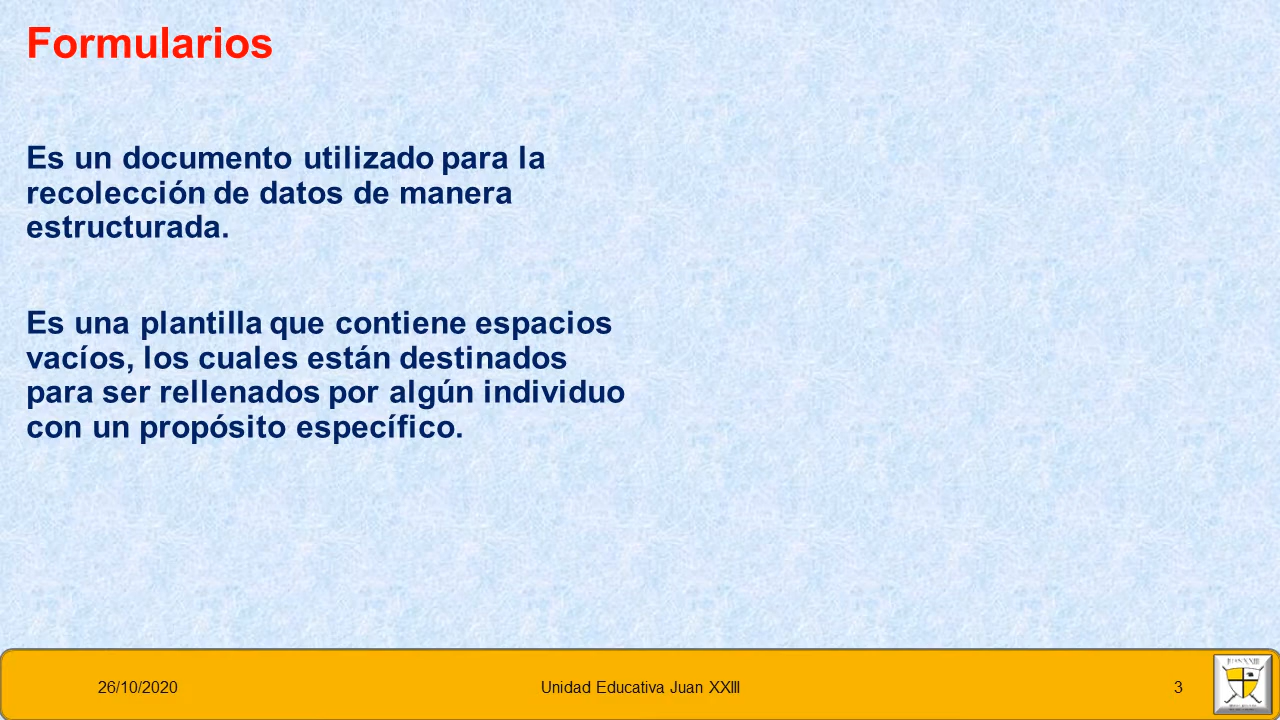 Formularios
Es un documento utilizado para la
recolección de datos de manera
estructurada.
Es una plantilla que contiene espacios
vacíos, los cuales están destinados
para ser rellenados por algún individuo
con un propósito específico.
26/10/2020
Unidad Educativa Juan XXIII
3
JUAN XXIII